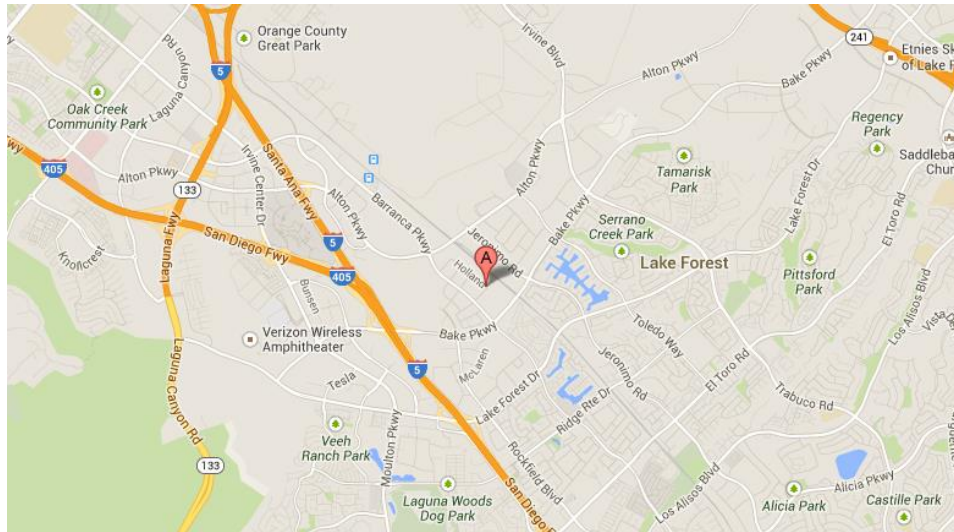 Orange County
Great Park
Irvine Blvd
241
Etnies Sk
of Lake F
Laguna Canyon Rd
5
Alton Pkwy
Bake Pkwy
Oak Creek
Community Park
Regency
Park
Irvine Center Dr
Santa Ana Fwy
Tamarisk
Park
Saddleba
Chur
405
Alton Pkwy
133
Alton Pkwy
Barranca Pkwy
Alton Pkwy
Bake Pkwy
Lake Forest Dr
El Toro Rd
Serrano
Creek Park
Knollcrest
Laguna Fwy
San Diego Fwy
5
Jeronimo Rd
A
Holland
Lake Forest
Pittsford
Park
405
Bunsen
Los Alisos Blvd
Verizon Wireless
Amphitheater
Bake Pkwy
Toledo Way
Vista
McLaren
Jeronimo Rd
El Toro Rd
5
Laguna Canyon Rd
Tesla
Lake Forest Dr
Ridge Rte Dr
Trabuco Rd
Veeh
Ranch Park
Moulton Pkwy
Rockfield Blvd
133
Los Alisos Blvd
Alicia Pkwy
Laguna Woods
Dog Park
San Diego F
Alicia Park
Castille Park